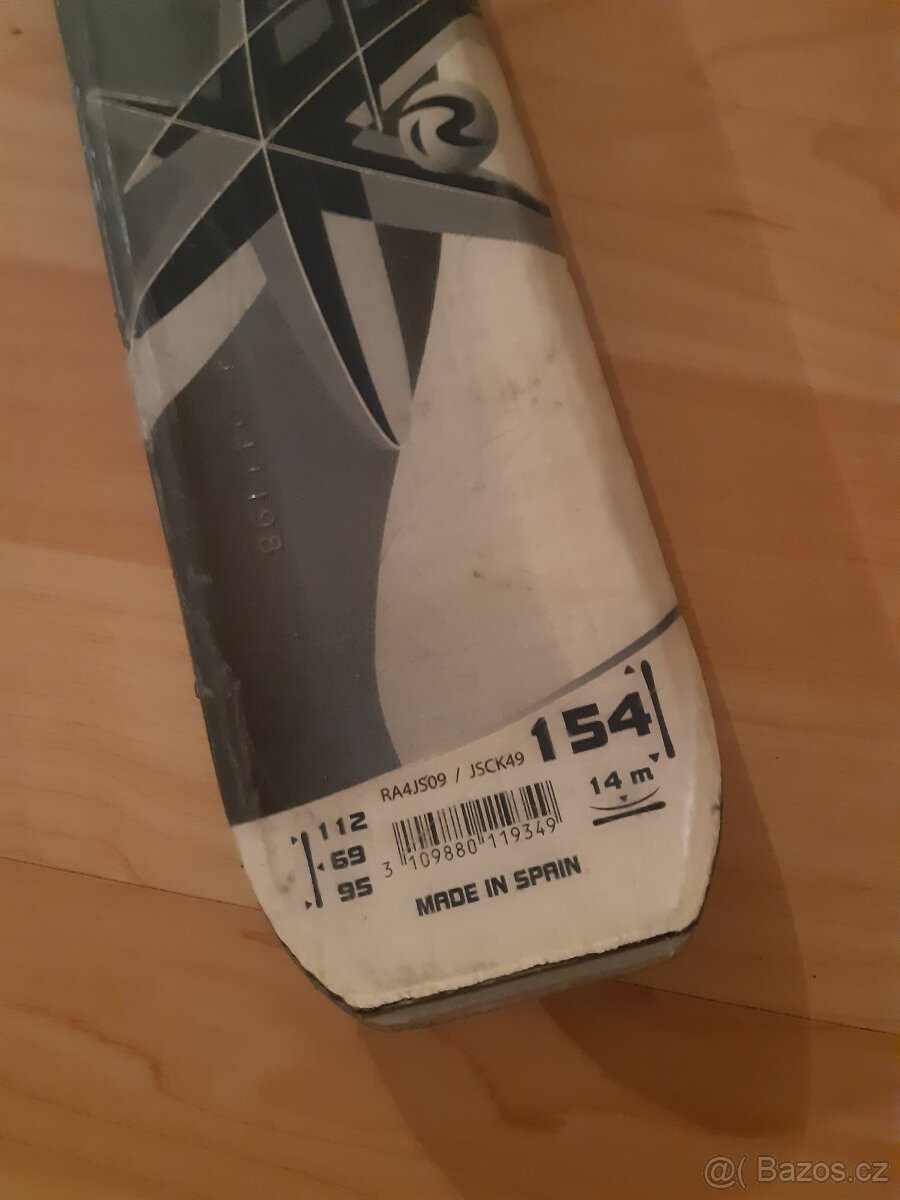 154
RA4JS09 / JSCK49
14 m
112
69
95
3 109880 119349
MADE IN SPAIN
@( Bazos.cz